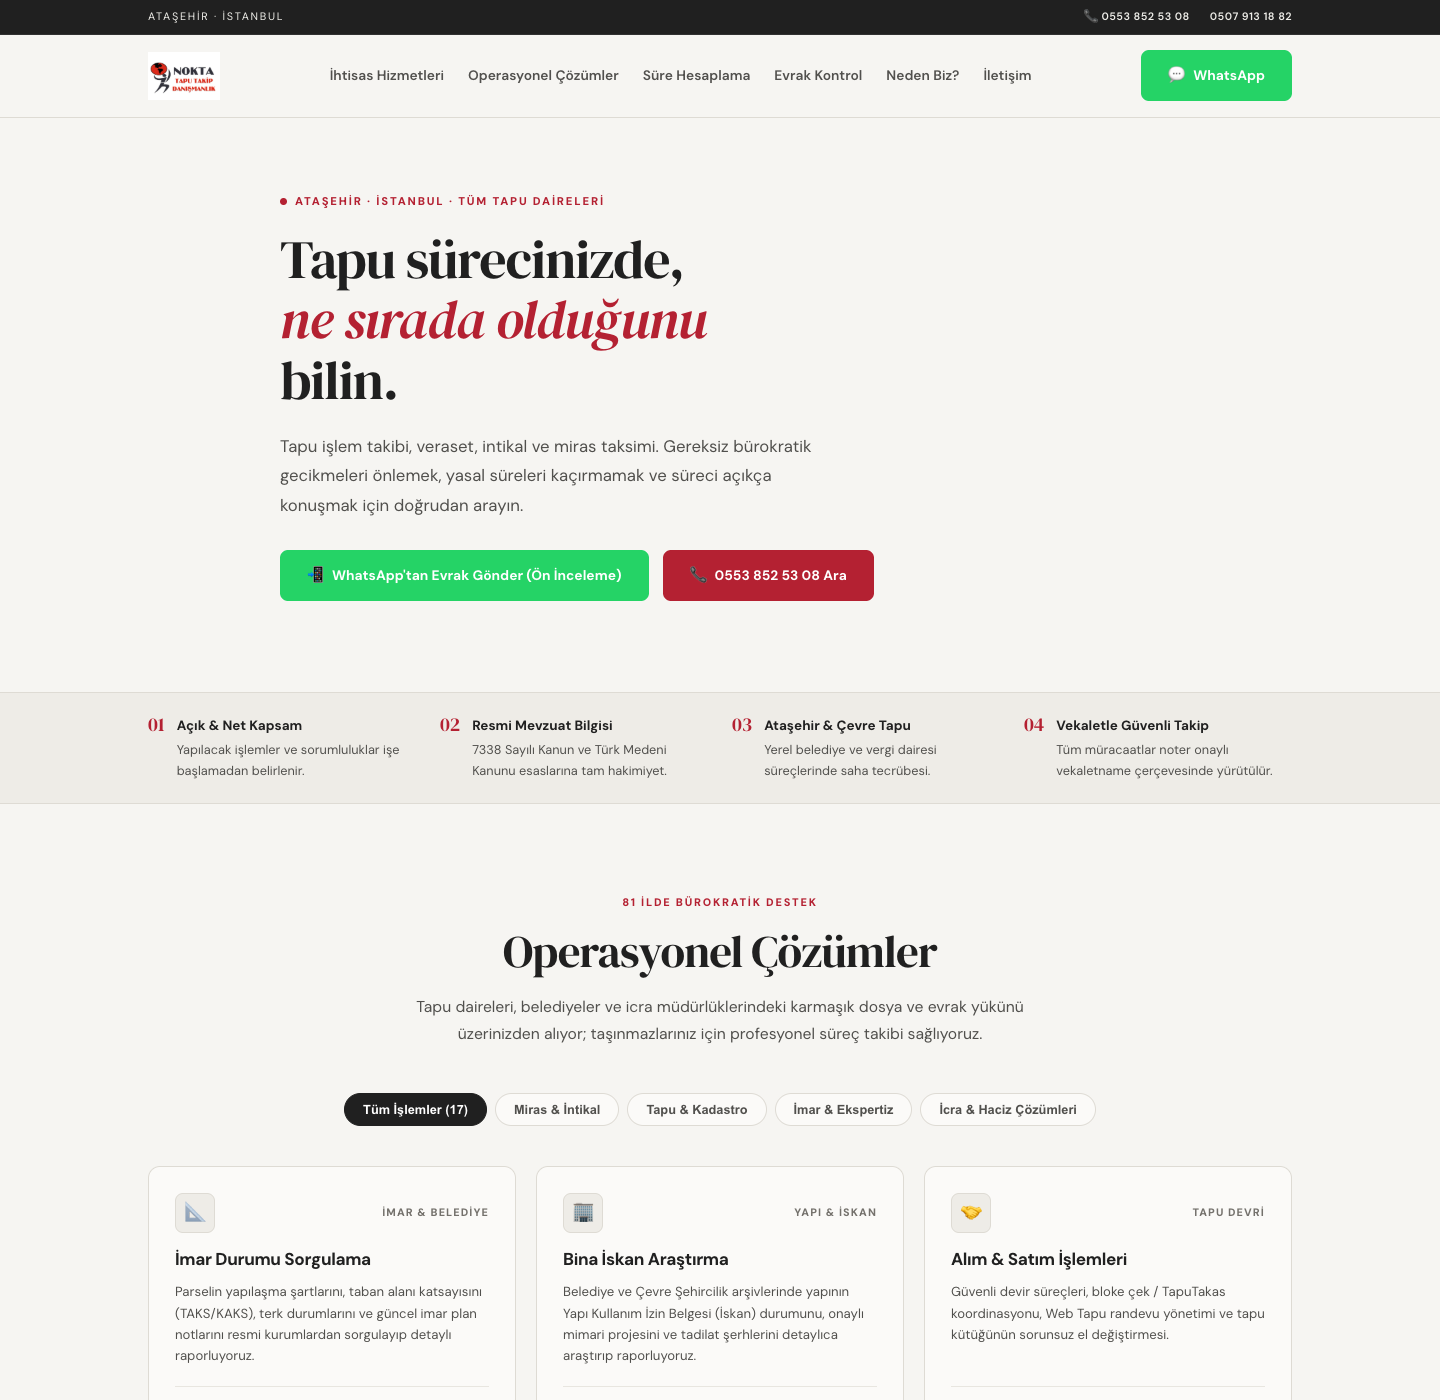 ATAŞEHİR · İSTANBUL
0553 852 53 08 0507 913 18 82
NOKTA
TAPU TAKİP
DANIŞMANLIK
İhtisas Hizmetleri Operasyonel Çözümler Süre Hesaplama Evrak Kontrol Neden Biz? İletişim
WhatsApp
ATAŞEHİR · İSTANBUL · TÜM TAPU DAİRELERİ
Tapu sürecinizde,
ne sırada olduğunu
bilin.
Tapu işlem takibi, veraset, intikal ve miras taksimi. Gereksiz bürokratik
gecikmeleri önlemek, yasal süreleri kaçırmamak ve süreci açıkça
konuşmak için doğrudan arayın.
WhatsApp'tan Evrak Gönder (Ön İnceleme)
0553 852 53 08 Ara
01 Açık & Net Kapsam
Yapılacak işlemler ve sorumluluklar işe
başlamadan belirlenir.
02 Resmi Mevzuat Bilgisi
7338 Sayılı Kanun ve Türk Medeni
Kanunu esaslarına tam hakimiyet.
03 Ataşehir & Çevre Tapu
Yerel belediye ve vergi dairesi
süreçlerinde saha tecrübesi.
04 Vekaletle Güvenli Takip
Tüm müracaatlar noter onaylı
vekaletname çerçevesinde yürütülür.
81 İLDE BÜROKRATİK DESTEK
Operasyonel Çözümler
Tapu daireleri, belediyeler ve icra müdürlüklerindeki karmaşık dosya ve evrak yükünü
üzerinizden alıyor; taşınmazlarınız için profesyonel süreç takibi sağlıyoruz.
Tüm İşlemler (17) Miras & İntikal Tapu & Kadastro İmar & Ekspertiz İcra & Haciz Çözümleri
İMAR & BELEDİYE
İmar Durumu Sorgulama
Parselin yapılaşma şartlarını, taban alanı katsayısını
(TAKS/KAKS), terk durumlarını ve güncel imar plan
notlarını resmi kurumlardan sorgulayıp detaylı
raporluyoruz.
YAPI & İSKAN
Bina İskan Araştırma
Belediye ve Çevre Şehircilik arşivlerinde yapının
Yapı Kullanım İzin Belgesi (İskan) durumunu, onaylı
mimari projesini ve tadilat şerhlerini detaylıca
araştırıp raporluyoruz.
TAPU DEVRİ
Alım & Satım İşlemleri
Güvenli devir süreçleri, bloke çek / TapuTakas
koordinasyonu, Web Tapu randevu yönetimi ve tapu
kütüğünün sorunsuz el değiştirmesi.